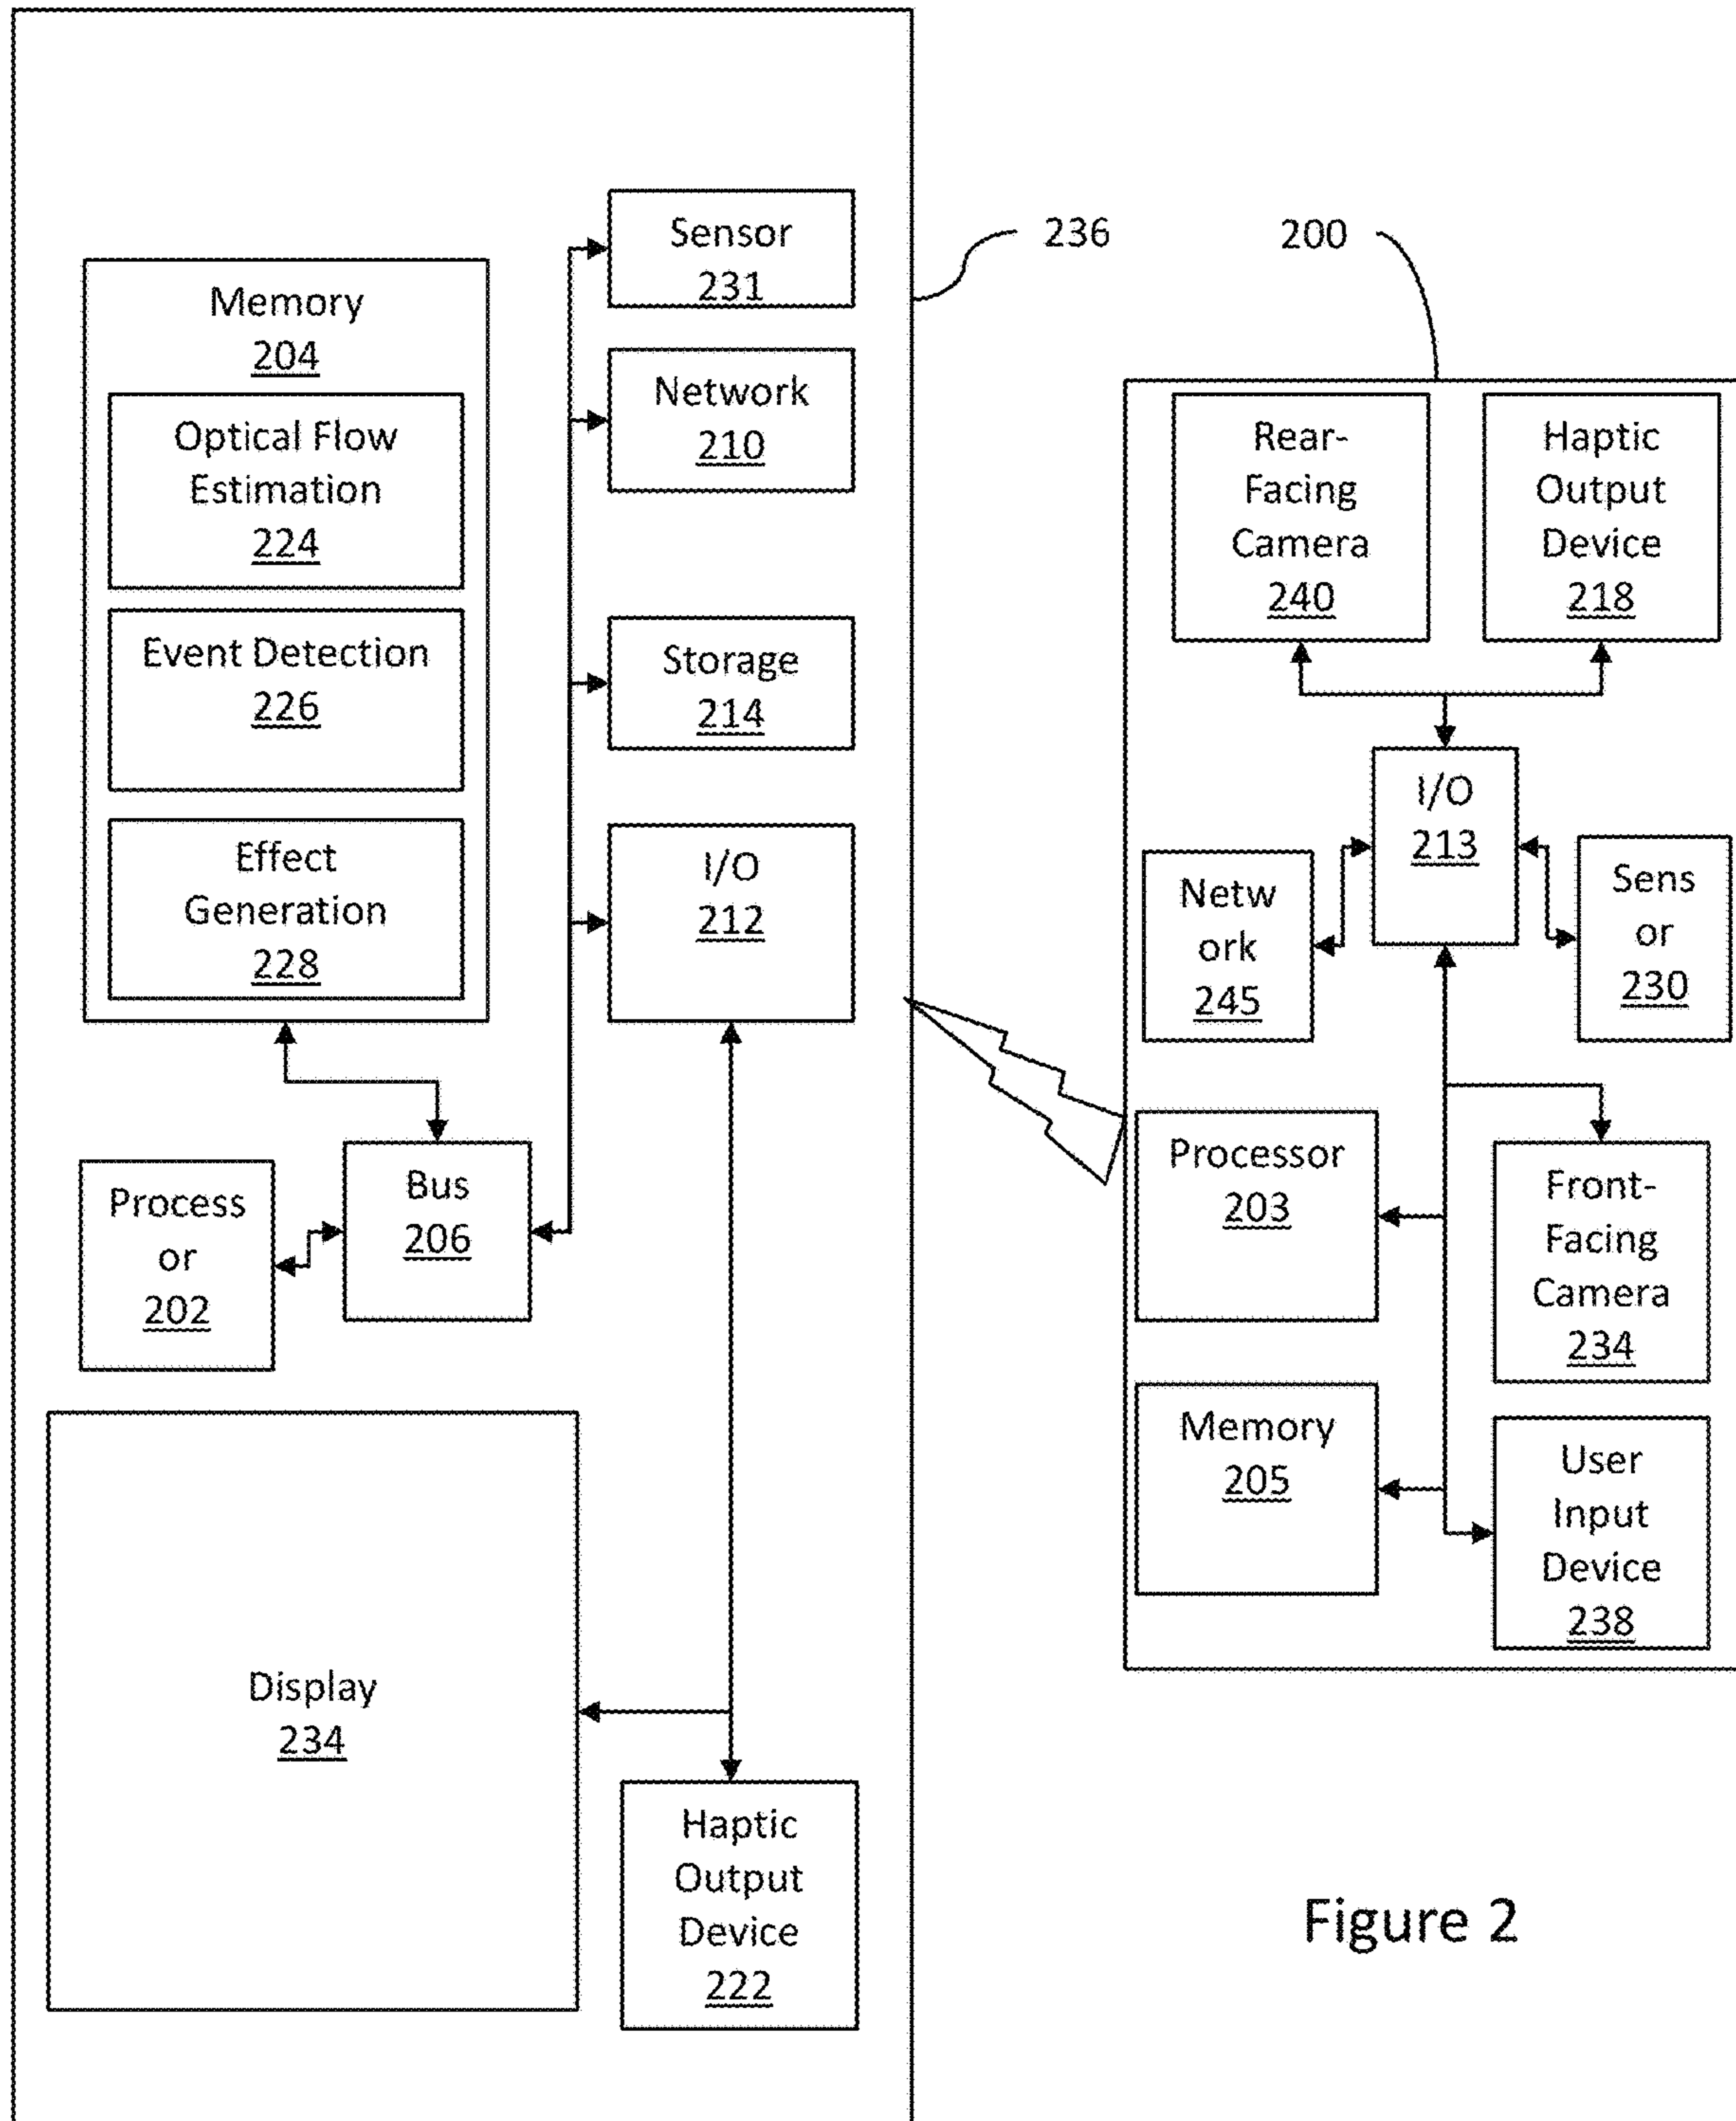 Sensor
231
236
200
Memory
204
Network
210
Optical Flow
Estimation
224
Event Detection
226
Storage
214
Effect
Generation
228
I/O
212
Process
or
202
Bus
206
Display
234
Haptic
Output
Device
222
Rear-
Facing
Camera
240
Haptic
Output
Device
218
I/O
213
Netw
ork
245
Sens
or
230
Processor
203
Front-
Facing
Camera
234
Memory
205
User
Input
Device
238
Figure 2